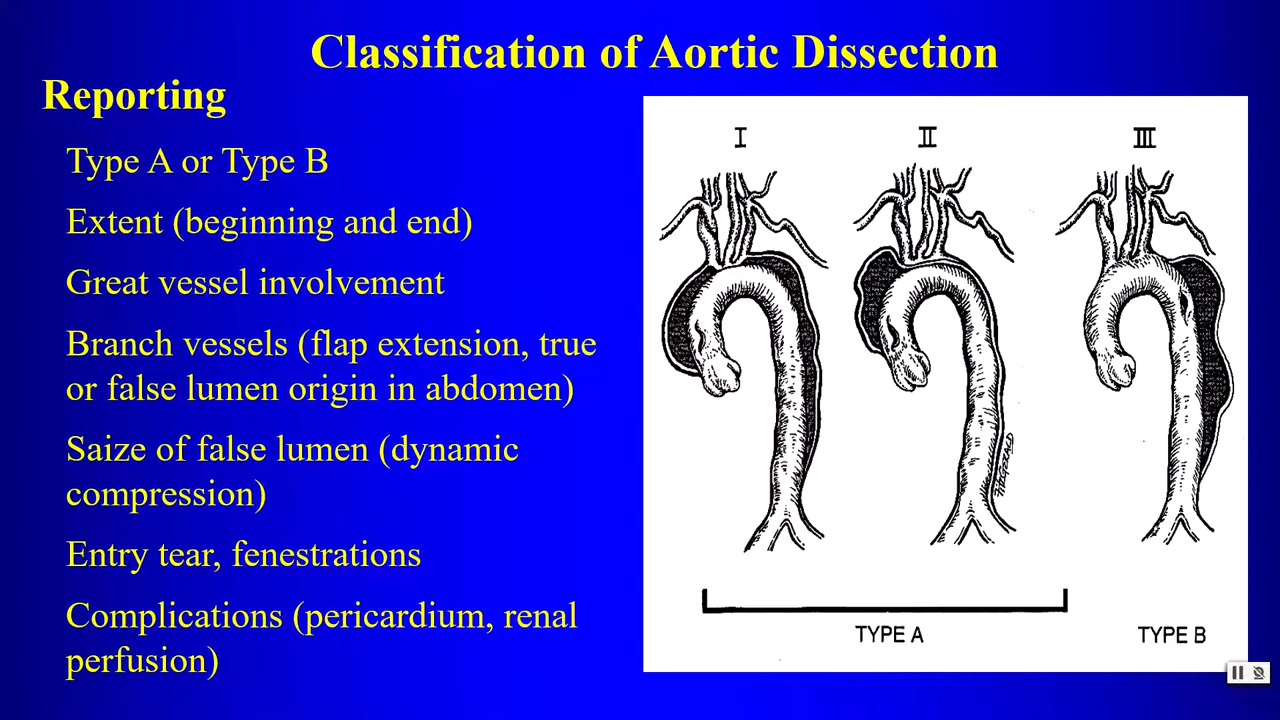 Classification of Aortic Dissection
Reporting
Type A or Type B
Extent (beginning and end)
Great vessel involvement
Branch vessels (flap extension, true
or false lumen origin in abdomen)
Saize of false lumen (dynamic
compression)
Entry tear, fenestrations
Complications (pericardium, renal
perfusion)
I II III
TYPE A TYPE B